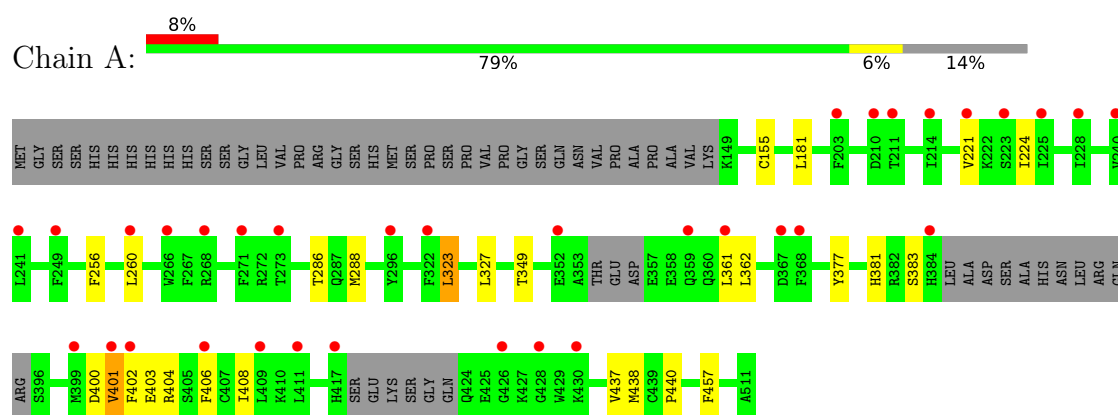 Chain A:
8%
79%
6%
14%
MET GLY SER SER HIS HIS HIS HIS HIS HIS SER SER GLY LEU VAL PRO ARG GLY SER HIS MET SER PRO SER PRO VAL PRO GLY SER GLN ASN VAL PRO ALA PRO ALA VAL LYS K149 C155 L181 F203 D210 T211 I214 V221 K222 S223 I224 I225 I228
L241 F249 F256 L260 W266 F267 R268 F271 R272 T273 T286 Q287 M288 Y296 F322 L323 L327 T349 E352 A353 THR GLU ASP E357 E358 Q359 Q360 L361 L362 D367 F368 Y377 H381 R382 S383 H384 LEU ALA ASP SER ALA HIS ASN LEU ARG GLN
ARG S396 M399 D400 V401 F402 E403 R404 S405 F406 C407 I408 L409 K410 L411 H417 SER GLU LYS SER GLY GLN Q424 E425 G426 K427 G428 W429 K430 V437 M438 C439 P440 F457 A511